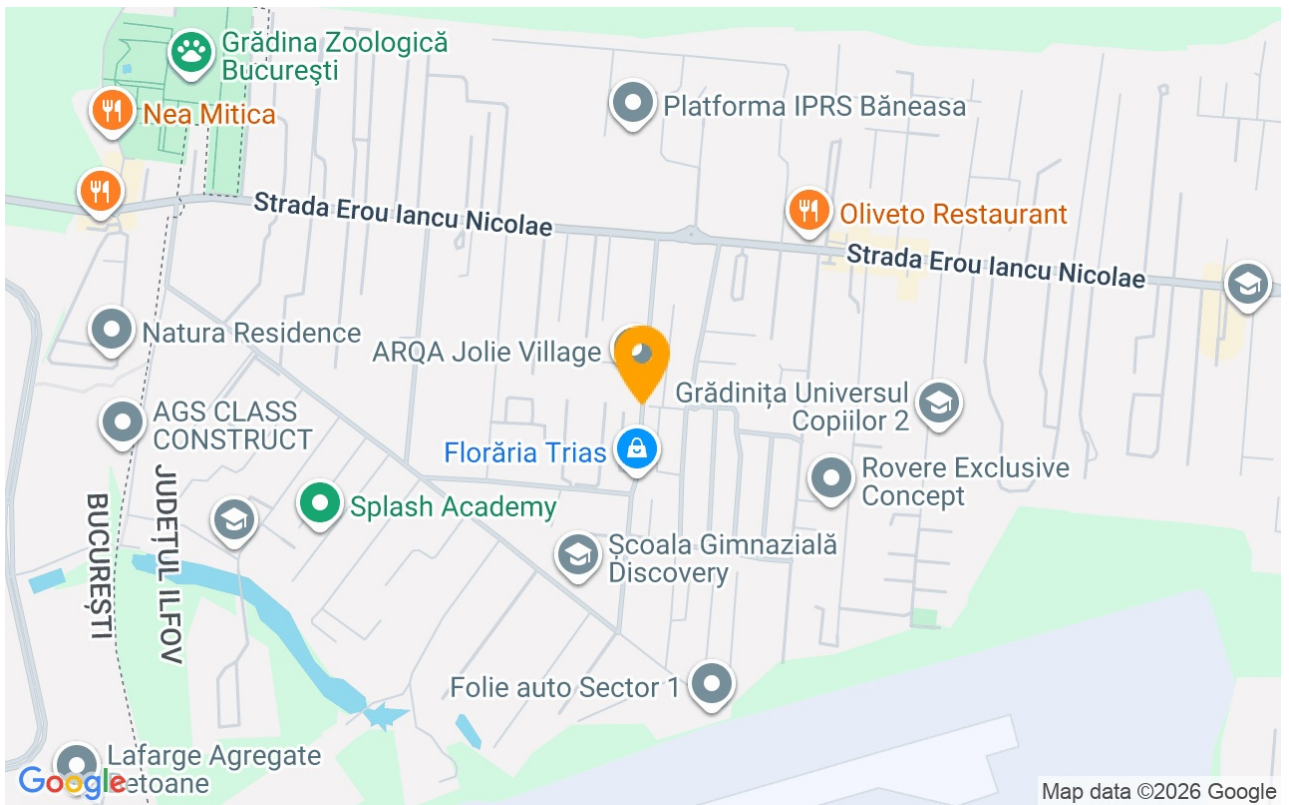 Grădina Zoologică
București
Nea Mitica
Platforma IPRS Băneasa
Strada Erou Iancu Nicolae
Oliveto Restaurant
Strada Erou Iancu Nicolae
Natura Residence
ARQA Jolie Village
Grădinița Universul
Copiilor 2
AGS CLASS
CONSTRUCT
Florăria Trias
Rovere Exclusive
Concept
Splash Academy
BUCUREȘTI
JUDEȚUL ILFOV
Școala Gimnazială
Discovery
Folie auto Sector 1
Lafarge Agregate
Betoane
Google
Map data ©2026 Google